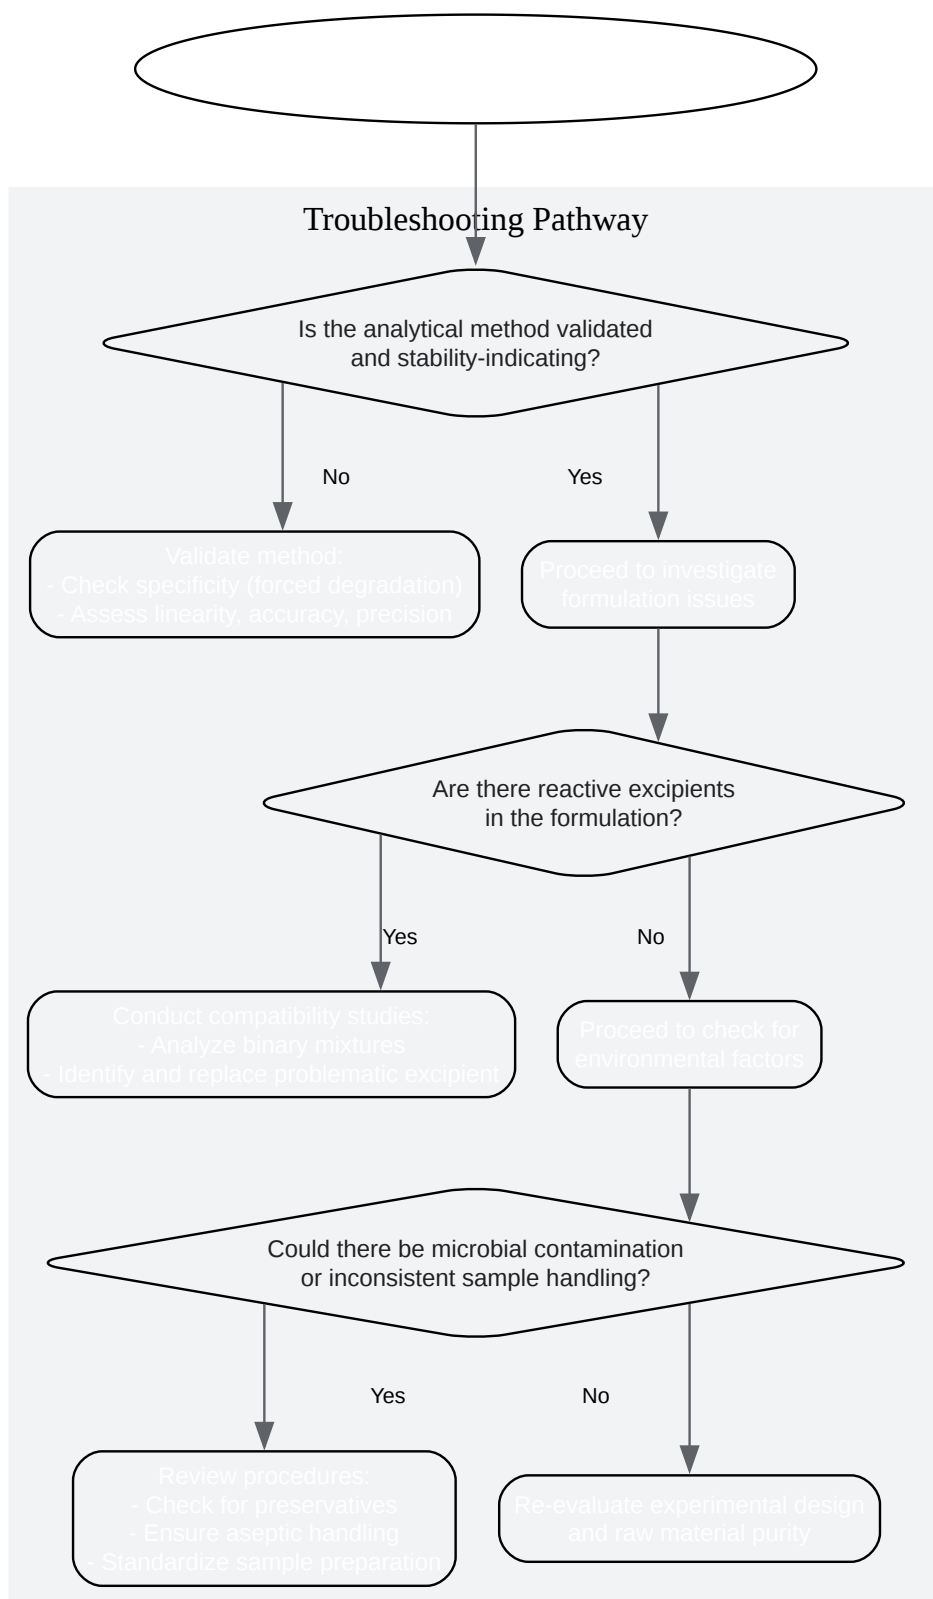 Troubleshooting Pathway
Is the analytical method validated
and stability-indicating?
No
Yes
Validate method:
- Check specificity (forced degradation)
- Assess linearity, accuracy, precision
Proceed to investigate
formulation issues
Are there reactive excipients
in the formulation?
Yes
No
Conduct compatibility studies:
- Analyze binary mixtures
- Identify and replace problematic excipient
Proceed to check for
environmental factors
Could there be microbial contamination
or inconsistent sample handling?
Yes
No
Review procedures:
- Check for preservatives
- Ensure aseptic handling
- Standardize sample preparation
Re-evaluate experimental design
and raw material purity